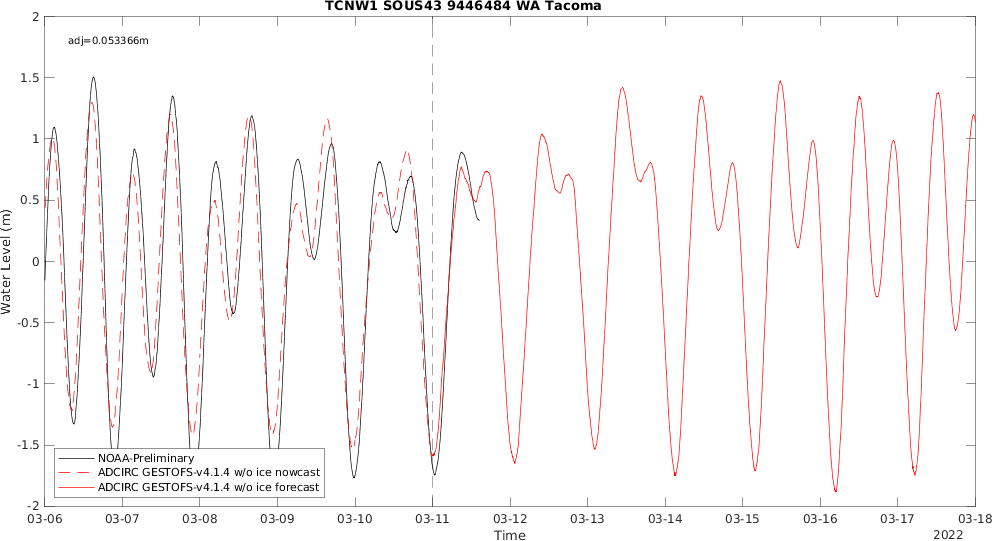 TCNW1 SOUS43 9446484 WA Tacoma
adj=0.053366m
2
1.5
1
0.5
0
-0.5
-1
-1.5
-2
Water Level (m)
NOAA-Preliminary
ADCIRC GESTOFS-v4.1.4 w/o ice nowcast
ADCIRC GESTOFS-v4.1.4 w/o ice forecast
03-06 03-07 03-08 03-09 03-10 03-11 03-12 03-13 03-14 03-15 03-16 03-17 03-18
Time
2022